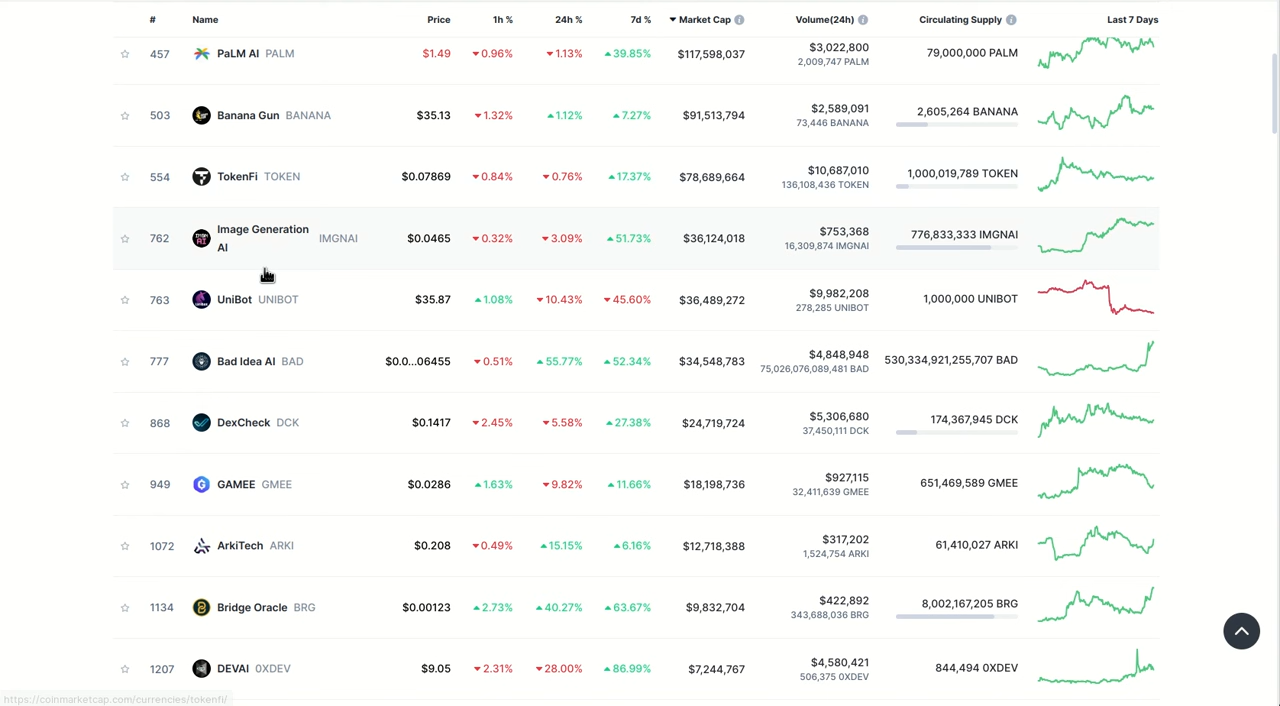 # Name Price 1h % 24h % 7d % Market Cap Volume(24h) Circulating Supply Last 7 Days
457 PaLM AI PALM $1.49 0.96% 1.13% 39.85% $117,598,037 $3,022,800 79,000,000 PALM
2,009,747 PALM
503 Banana Gun BANANA $35.13 1.32% 1.12% 7.27% $91,513,794 $2,589,091 2,605,264 BANANA
73,446 BANANA
554 TokenFi TOKEN $0.07869 0.84% 0.76% 17.37% $78,689,664 $10,687,010 1,000,019,789 TOKEN
136,108,436 TOKEN
762 Image Generation AI IMGNAI $0.0465 0.32% 3.09% 51.73% $36,124,018 $753,368 776,833,333 IMGNAI
16,309,874 IMGNAI
763 UniBot UNIBOT $35.87 1.08% 10.43% 45.60% $36,489,272 $9,982,208 1,000,000 UNIBOT
278,285 UNIBOT
777 Bad Idea AI BAD $0.0...06455 0.51% 55.77% 52.34% $34,548,783 $4,848,948 530,334,921,255,707 BAD
75,026,076,089,481 BAD
868 DexCheck DCK $0.1417 2.45% 5.58% 27.38% $24,719,724 $5,306,680 174,367,945 DCK
37,450,111 DCK
949 GAMEE GMEE $0.0286 1.63% 9.82% 11.66% $18,198,736 $927,115 651,469,589 GMEE
32,411,639 GMEE
1072 ArkiTech ARKI $0.208 0.49% 15.15% 6.16% $12,718,388 $317,202 61,410,027 ARKI
1,524,754 ARKI
1134 Bridge Oracle BRG $0.00123 2.73% 40.27% 63.67% $9,832,704 $422,892 8,002,167,205 BRG
343,688,036 BRG
1207 DEVAI 0XDEV $9.05 2.31% 28.00% 86.99% $7,244,767 $4,580,421 844,494 0XDEV
506,375 0XDEV
https://coinmarketcap.com/currencies/tokenfi/